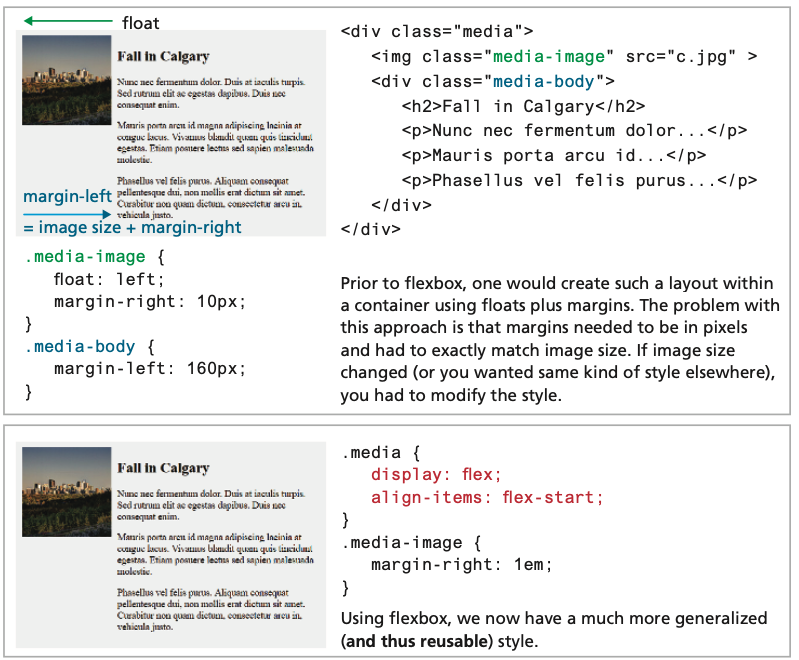 float
Fall in Calgary
Nunc nec fermentum dolor. Duis at iaculis turpis.
Sed rutrum elit ac egestas dapibus. Duis nec
consequat enim.
Mauris porta arcu id magna adipiscing lacinia at
congue lacus. Vivamus blandit quam quis tincidunt
egestas. Etiam posuere lectus sed sapien malesuada
molestie.
Phasellus vel felis purus. Aliquam consequat
pellentesque dui, non mollis erat dictum sit amet.
Curabitur non quam dictum, consectetur arcu in,
vehicula justo.
margin-left
= image size + margin-right
.media-image {
float: left;
margin-right: 10px;
}
.media-body {
margin-left: 160px;
}
<div class="media">
<img class="media-image" src="c.jpg" >
<div class="media-body">
<h2>Fall in Calgary</h2>
<p>Nunc nec fermentum dolor...</p>
<p>Mauris porta arcu id...</p>
<p>Phasellus vel felis purus...</p>
</div>
</div>
Prior to flexbox, one would create such a layout within
a container using floats plus margins. The problem with
this approach is that margins needed to be in pixels
and had to exactly match image size. If image size
changed (or you wanted same kind of style elsewhere),
you had to modify the style.
Fall in Calgary
Nunc nec fermentum dolor. Duis at iaculis turpis.
Sed rutrum elit ac egestas dapibus. Duis nec
consequat enim.
Mauris porta arcu id magna adipiscing lacinia at
congue lacus. Vivamus blandit quam quis tincidunt
egestas. Etiam posuere lectus sed sapien malesuada
molestie.
Phasellus vel felis purus. Aliquam consequat
pellentesque dui, non mollis erat dictum sit amet.
Curabitur non quam dictum, consectetur arcu in,
vehicula justo.
.media {
display: flex;
align-items: flex-start;
}
.media-image {
margin-right: 1em;
}
Using flexbox, we now have a much more generalized
(and thus reusable) style.